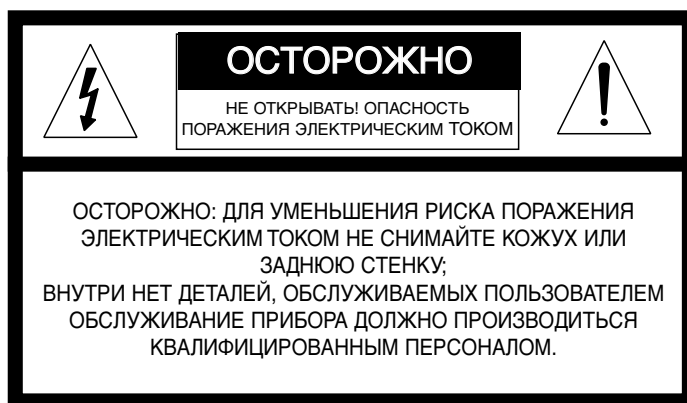 ОСТОРОЖНО
НЕ ОТКРЫВАТЬ! ОПАСНОСТЬ
ПОРАЖЕНИЯ ЭЛЕКТРИЧЕСКИМ ТОКОМ
ОСТОРОЖНО: ДЛЯ УМЕНЬШЕНИЯ РИСКА ПОРАЖЕНИЯ
ЭЛЕКТРИЧЕСКИМ ТОКОМ НЕ СНИМАЙТЕ КОЖУХ ИЛИ
ЗАДНЮЮ СТЕНКУ;
ВНУТРИ НЕТ ДЕТАЛЕЙ, ОБСЛУЖИВАЕМЫХ ПОЛЬЗОВАТЕЛЕМ
ОБСЛУЖИВАНИЕ ПРИБОРА ДОЛЖНО ПРОИЗВОДИТЬСЯ
КВАЛИФИЦИРОВАННЫМ ПЕРСОНАЛОМ.